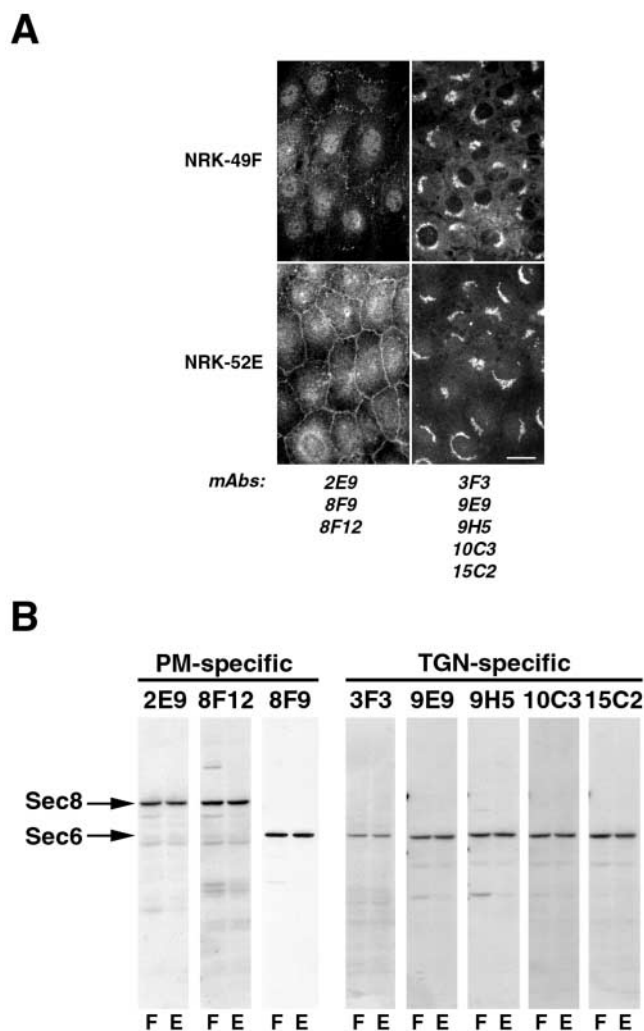 A
NRK-49F
NRK-52E
mAbs: 2E9 3F3
8F9 9E9
8F12 9H5
10C3
15C2
B
PM-specific TGN-specific
2E9 8F12 8F9 3F3 9E9 9H5 10C3 15C2
Sec8
Sec6
F E F E F E F E F E F E F E F E